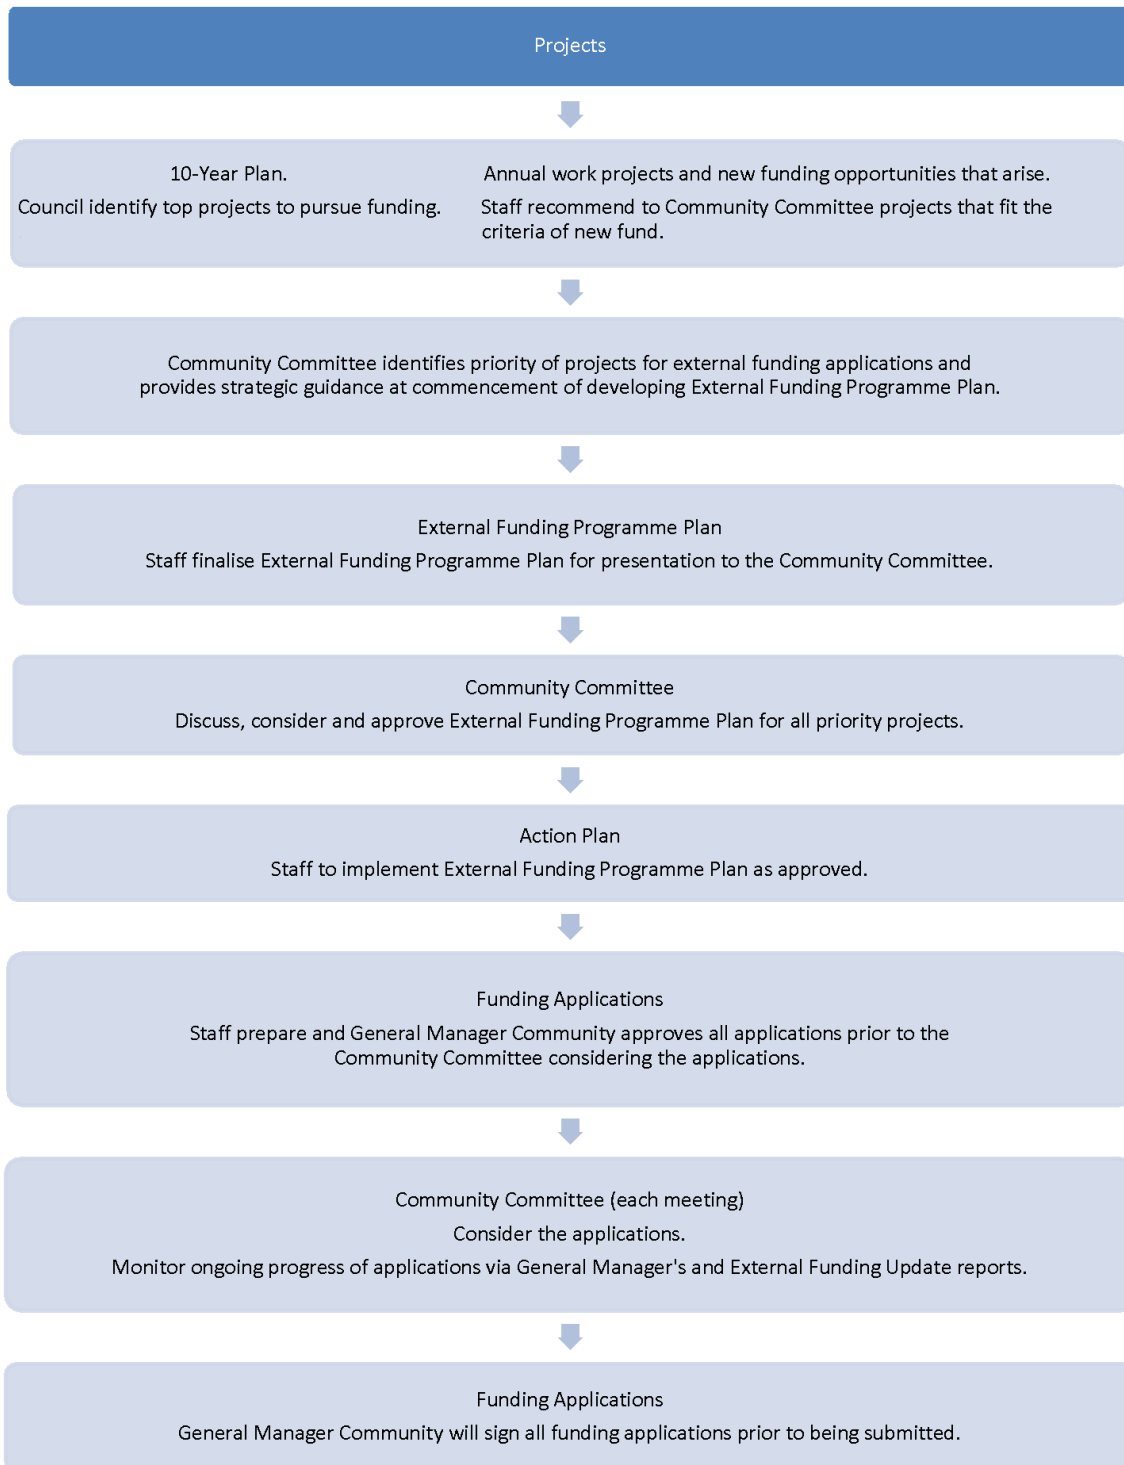 Projects
10-Year Plan.
Council identify top projects to pursue funding.
Annual work projects and new funding opportunities that arise.
Staff recommend to Community Committee projects that fit the
criteria of new fund.
Community Committee identifies priority of projects for external funding applications and
provides strategic guidance at commencement of developing External Funding Programme Plan.
External Funding Programme Plan
Staff finalise External Funding Programme Plan for presentation to the Community Committee.
Community Committee
Discuss, consider and approve External Funding Programme Plan for all priority projects.
Action Plan
Staff to implement External Funding Programme Plan as approved.
Funding Applications
Staff prepare and General Manager Community approves all applications prior to the
Community Committee considering the applications.
Community Committee (each meeting)
Consider the applications.
Monitor ongoing progress of applications via General Manager's and External Funding Update reports.
Funding Applications
General Manager Community will sign all funding applications prior to being submitted.